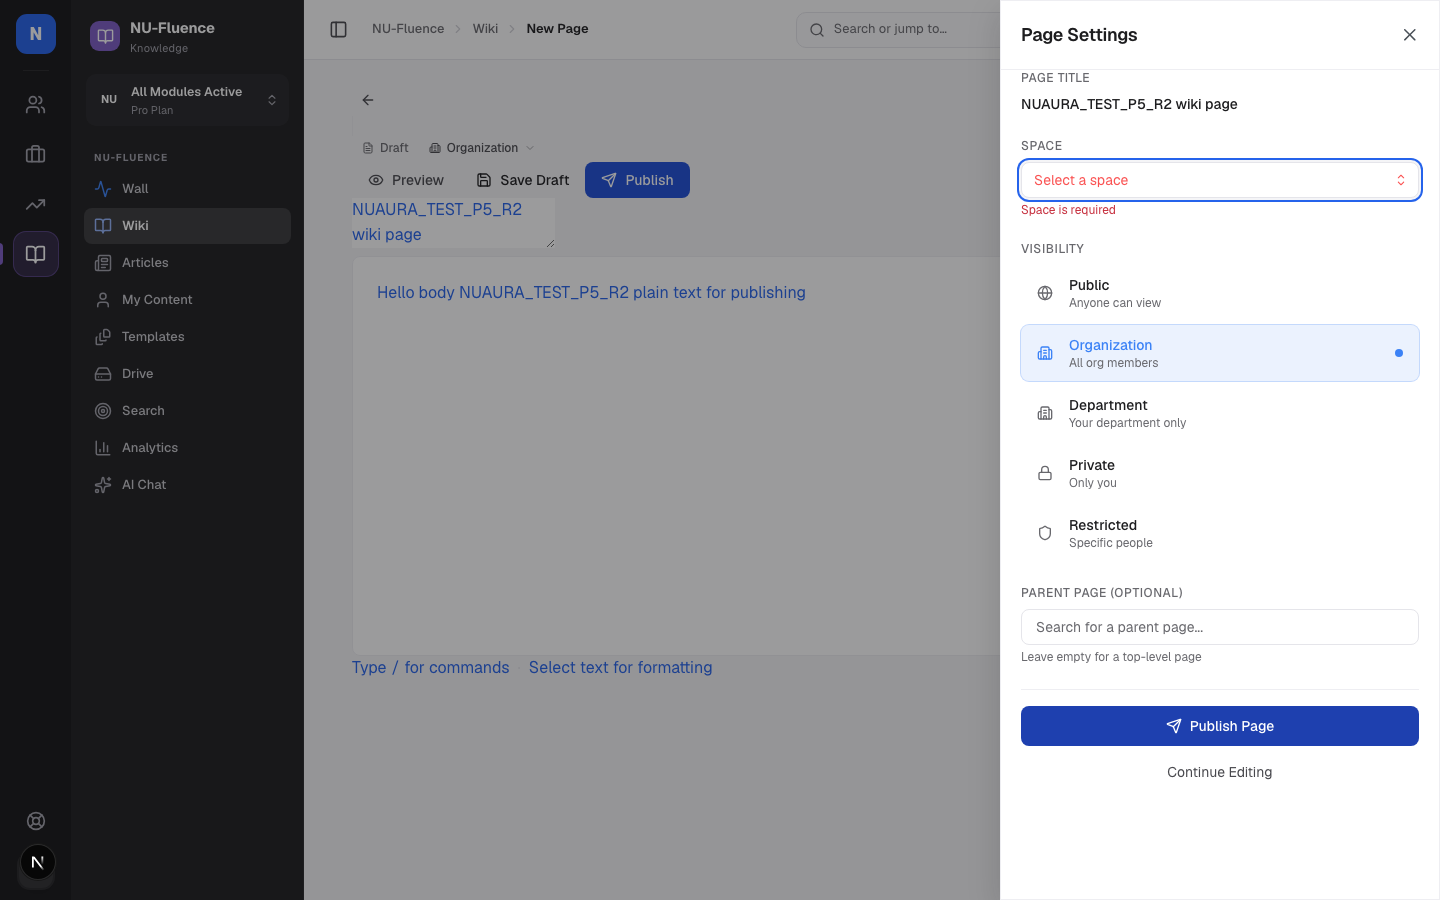 N
NU-Fluence
Knowledge
NU
All Modules Active
Pro Plan
NU-FLUENCE
Wall
Wiki
Articles
My Content
Templates
Drive
Search
Analytics
AI Chat
N
NU-Fluence
Wiki
New Page
Search or jump to...
Draft
Organization
Preview
Save Draft
Publish
NUAURA_TEST_P5_R2
wiki page
Hello body NUAURA_TEST_P5_R2 plain text for publishing
Type / for commands · Select text for formatting
Page Settings
PAGE TITLE
NUAURA_TEST_P5_R2 wiki page
SPACE
Select a space
Space is required
VISIBILITY
Public
Anyone can view
Organization
All org members
Department
Your department only
Private
Only you
Restricted
Specific people
PARENT PAGE (OPTIONAL)
Search for a parent page...
Leave empty for a top-level page
Publish Page
Continue Editing